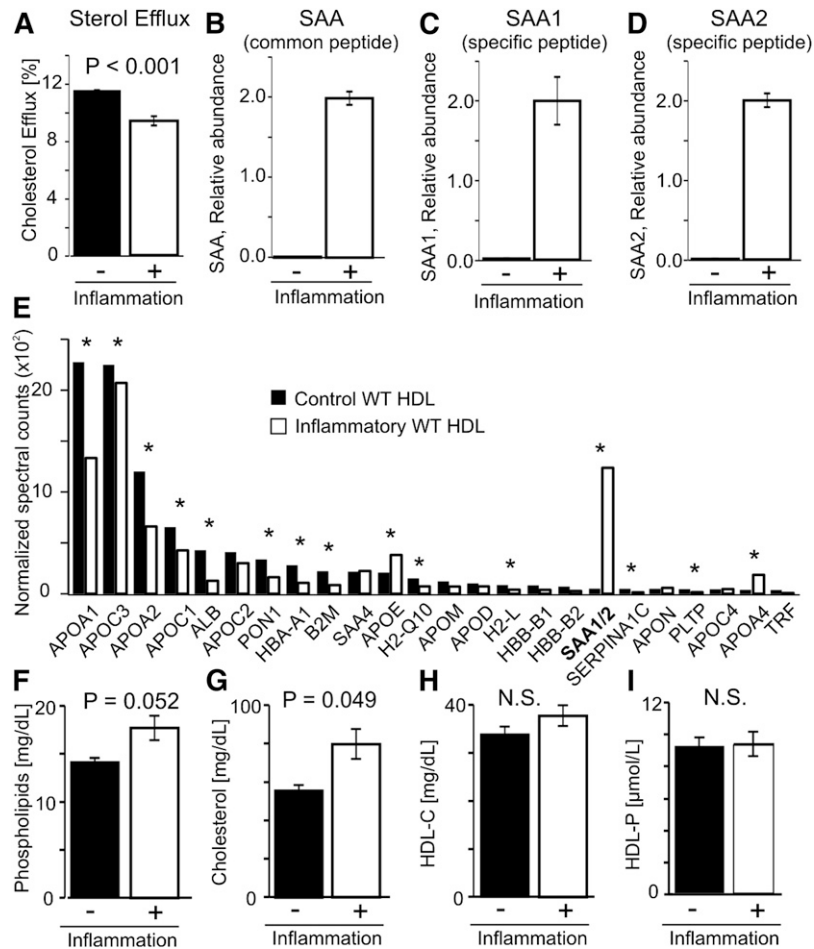 A Sterol Efflux
P < 0.001
Cholesterol Efflux [%]
12
8
4
0
- +
Inflammation
B SAA
(common peptide)
SAA, Relative abundance
2.0
1.0
0.0
- +
Inflammation
C SAA1
(specific peptide)
SAA1, Relative abundance
2.0
1.0
0.0
- +
Inflammation
D SAA2
(specific peptide)
SAA2, Relative abundance
2.0
1.0
0.0
- +
Inflammation
E
Normalized spectral counts (x10²)
20
10
0
Control WT HDL
Inflammatory WT HDL
* * * * * * * * * * * * * * *
APOA1
APOC3
APOA2
APOC1
ALB
APOC2
PON1
HBA-A1
B2M
SAA4
APOE
H2-Q10
APOM
APOD
H2-L
HBB-B1
HBB-B2
SAA1/2
SERPINA1C
APON
PLTP
APOC4
APOA4
TRF
F
P = 0.052
Phospholipids [mg/dL]
20
10
0
- +
Inflammation
G
P = 0.049
Cholesterol [mg/dL]
100
0
- +
Inflammation
H
N.S.
HDL-C [mg/dL]
40
0
- +
Inflammation
I
N.S.
HDL-P [µmol/L]
12
0
- +
Inflammation